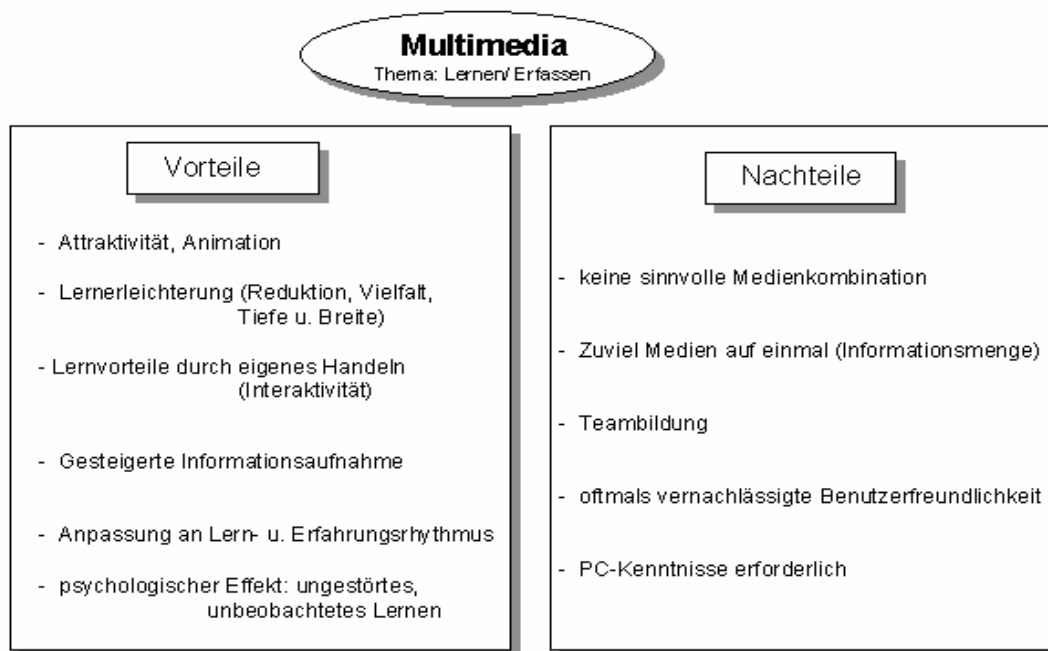 Multimedia
Thema: Lernen/ Erfassen
Vorteile
- Attraktivität, Animation
- Lernerleichterung (Reduktion, Vielfalt,
Tiefe u. Breite)
- Lernvorteile durch eigenes Handeln
(Interaktivität)
- Gesteigerte Informationsaufnahme
- Anpassung an Lern- u. Erfahrungsrhythmus
- psychologischer Effekt: ungestörtes,
unbeobachtetes Lernen
Nachteile
- keine sinnvolle Medienkombination
- Zuviel Medien auf einmal (Informationsmenge)
- Teambildung
- oftmals vernachlässigte Benutzerfreundlichkeit
- PC-Kenntnisse erforderlich